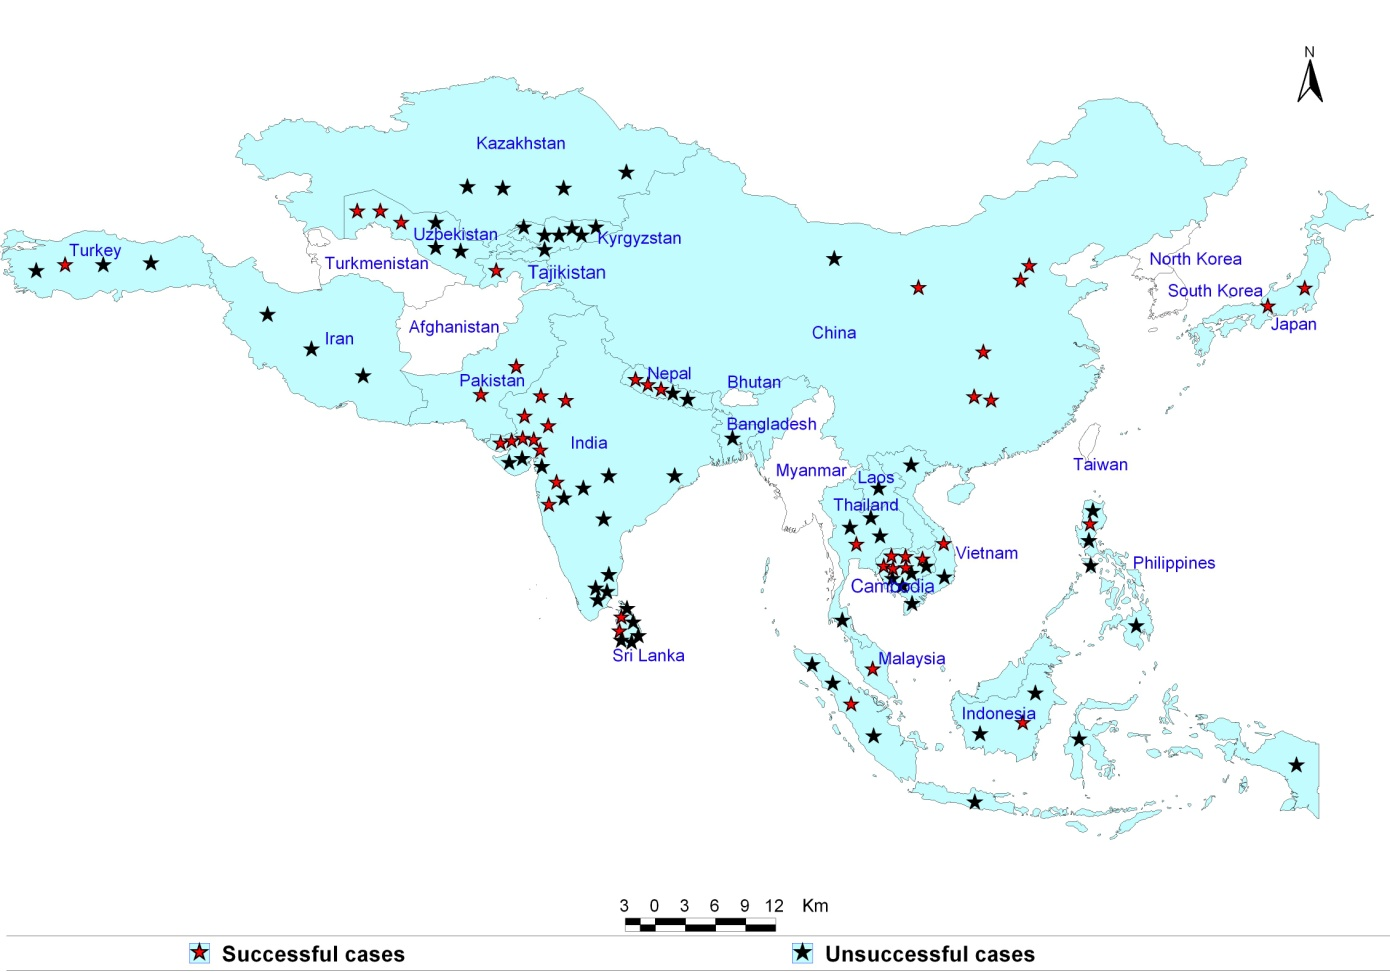 N
Kazakhstan
Uzbekistan
Kyrgyzstan
Turkey
Turkmenistan
Tajikistan
North Korea
South Korea
Japan
Afghanistan
Iran
China
Pakistan
Nepal
Bhutan
Bangladesh
India
Myanmar
Taiwan
Laos
Thailand
Vietnam
Philippines
Cambodia
Sri Lanka
Malaysia
Indonesia
3 0 3 6 9 12 Km
Successful cases
Unsuccessful cases